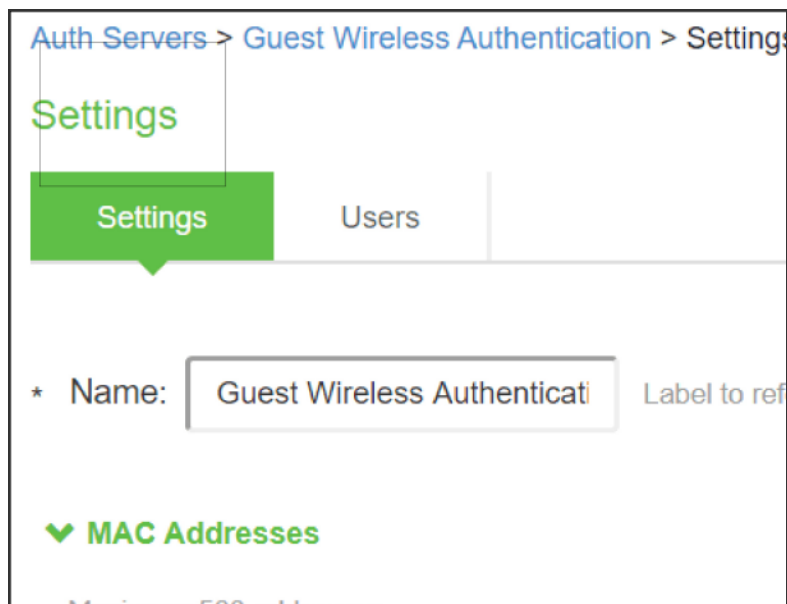 Auth Servers > Guest Wireless Authentication > Settings
Settings
Settings Users
* Name: Guest Wireless Authenticati Label to ref
MAC Addresses